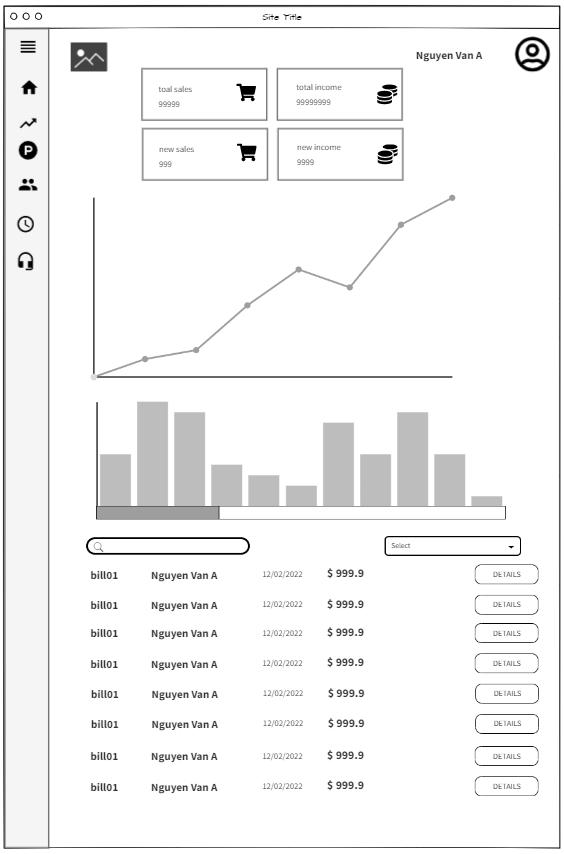 Site Title
Nguyen Van A
toal sales
99999
total income
99999999
new sales
999
new income
9999
Select
bill01 Nguyen Van A 12/02/2022 $ 999.9 DETAILS
bill01 Nguyen Van A 12/02/2022 $ 999.9 DETAILS
bill01 Nguyen Van A 12/02/2022 $ 999.9 DETAILS
bill01 Nguyen Van A 12/02/2022 $ 999.9 DETAILS
bill01 Nguyen Van A 12/02/2022 $ 999.9 DETAILS
bill01 Nguyen Van A 12/02/2022 $ 999.9 DETAILS
bill01 Nguyen Van A 12/02/2022 $ 999.9 DETAILS
bill01 Nguyen Van A 12/02/2022 $ 999.9 DETAILS